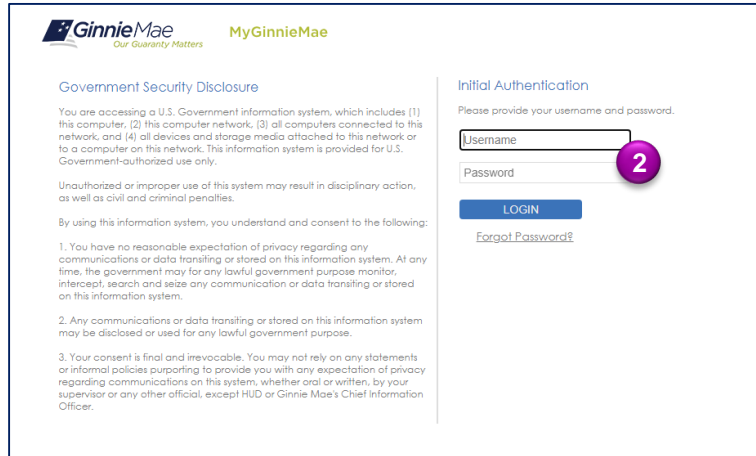 GinnieMae
Our Guaranty Matters
MyGinnieMae
Government Security Disclosure
You are accessing a U.S. Government information system, which includes (1)
this computer, (2) this computer network, (3) all computers connected to this
network, and (4) all devices and storage media attached to this network or
to a computer on this network. This information system is provided for U.S.
Government-authorized use only.
Unauthorized or improper use of this system may result in disciplinary action,
as well as civil and criminal penalties.
By using this information system, you understand and consent to the following:
1. You have no reasonable expectation of privacy regarding any
communications or data transiting or stored on this information system. At any
time, the government may for any lawful government purpose monitor,
intercept, search and seize any communication or data transiting or stored
on this information system.
2. Any communications or data transiting or stored on this information system
may be disclosed or used for any lawful government purpose.
3. Your consent is final and irrevocable. You may not rely on any statements
or informal policies purporting to provide you with any expectation of privacy
regarding communications on this system, whether oral or written, by your
supervisor or any other official, except HUD or Ginnie Mae's Chief Information
Officer.
Initial Authentication
Please provide your username and password.
Username
Password
2
LOGIN
Forgot Password?